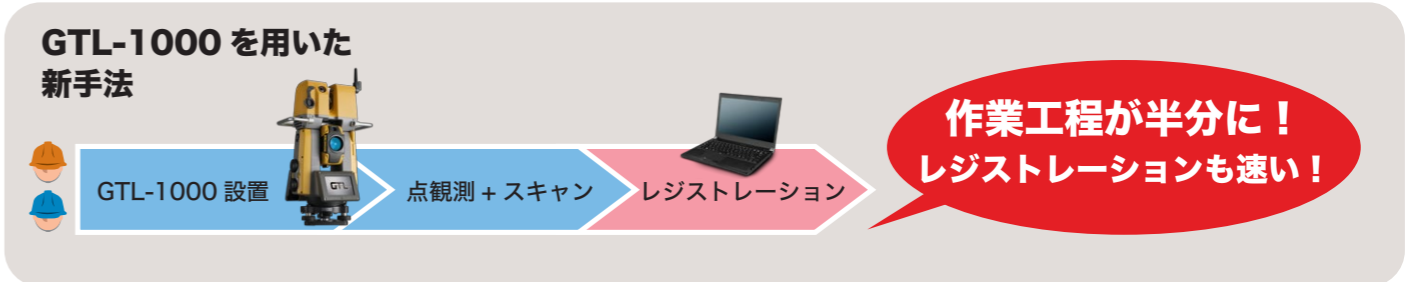 GTL-1000 を用いた
新手法
GTL-1000 設置
GTL
点観測 + スキャン
レジストレーション
作業工程が半分に！
レジストレーションも速い！